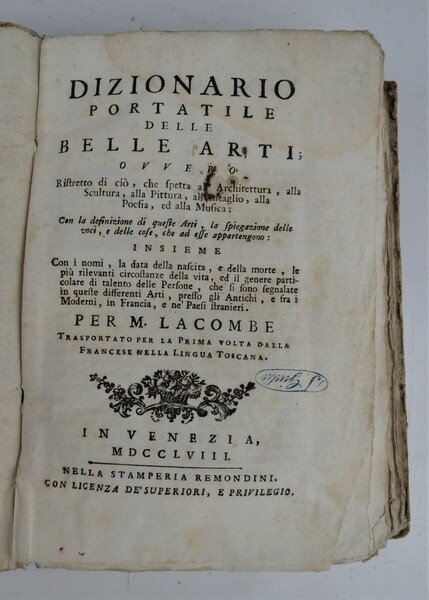 DIZIONARIO
PORTATILE
DELLE
BELLE ARTI;
OVVERO
Ristretto di ciò, che spetta all' Architettura, alla
Scultura, alla Pittura, all' Intaglio, alla
Poesia, ed alla Musica;
Con la definizione di queste Arti, la spiegazione delle
voci, e delle cose, che ad esse appartengono:
INSIEME
Con i nomi, la data della nascita, e della morte, le
più rilevanti circostanze della vita, ed il genere parti-
colare di talento delle Persone, che si sono segnalate
in queste differenti Arti, presso gli Antichi, e fra i
Moderni, in Francia, e ne' Paesi stranieri.
PER M. LACOMBE
TRASPORTATO PER LA PRIMA VOLTA DALLA
FRANCESE NELLA LINGUA TOSCANA.
IN VENEZIA,
MDCCLVIII.
NELLA STAMPERIA REMONDINI.
CON LICENZA DE' SUPERIORI, E PRIVILEGIO.